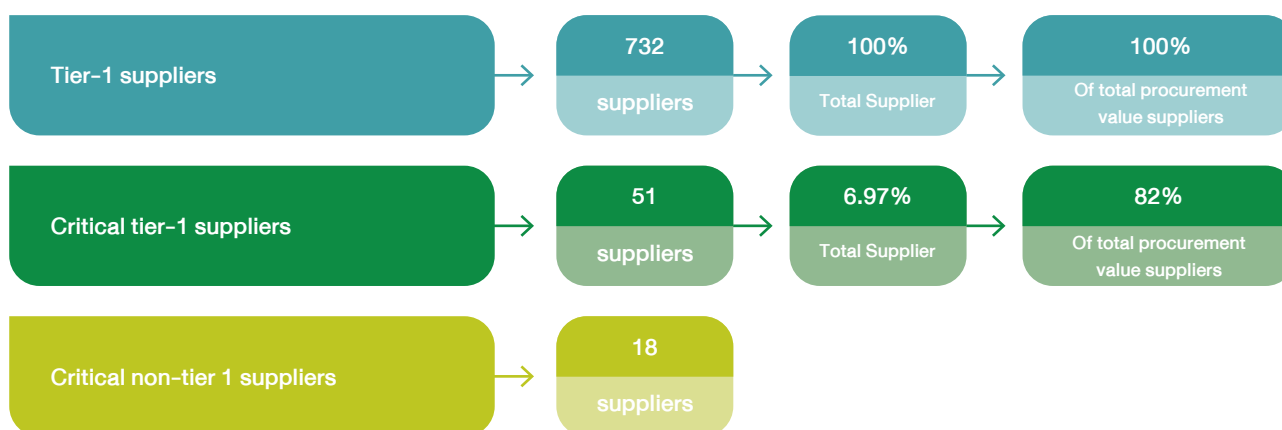 Tier-1 suppliers
732
suppliers
100%
Total Supplier
100%
Of total procurement
value suppliers
Critical tier-1 suppliers
51
suppliers
6.97%
Total Supplier
82%
Of total procurement
value suppliers
Critical non-tier 1 suppliers
18
suppliers